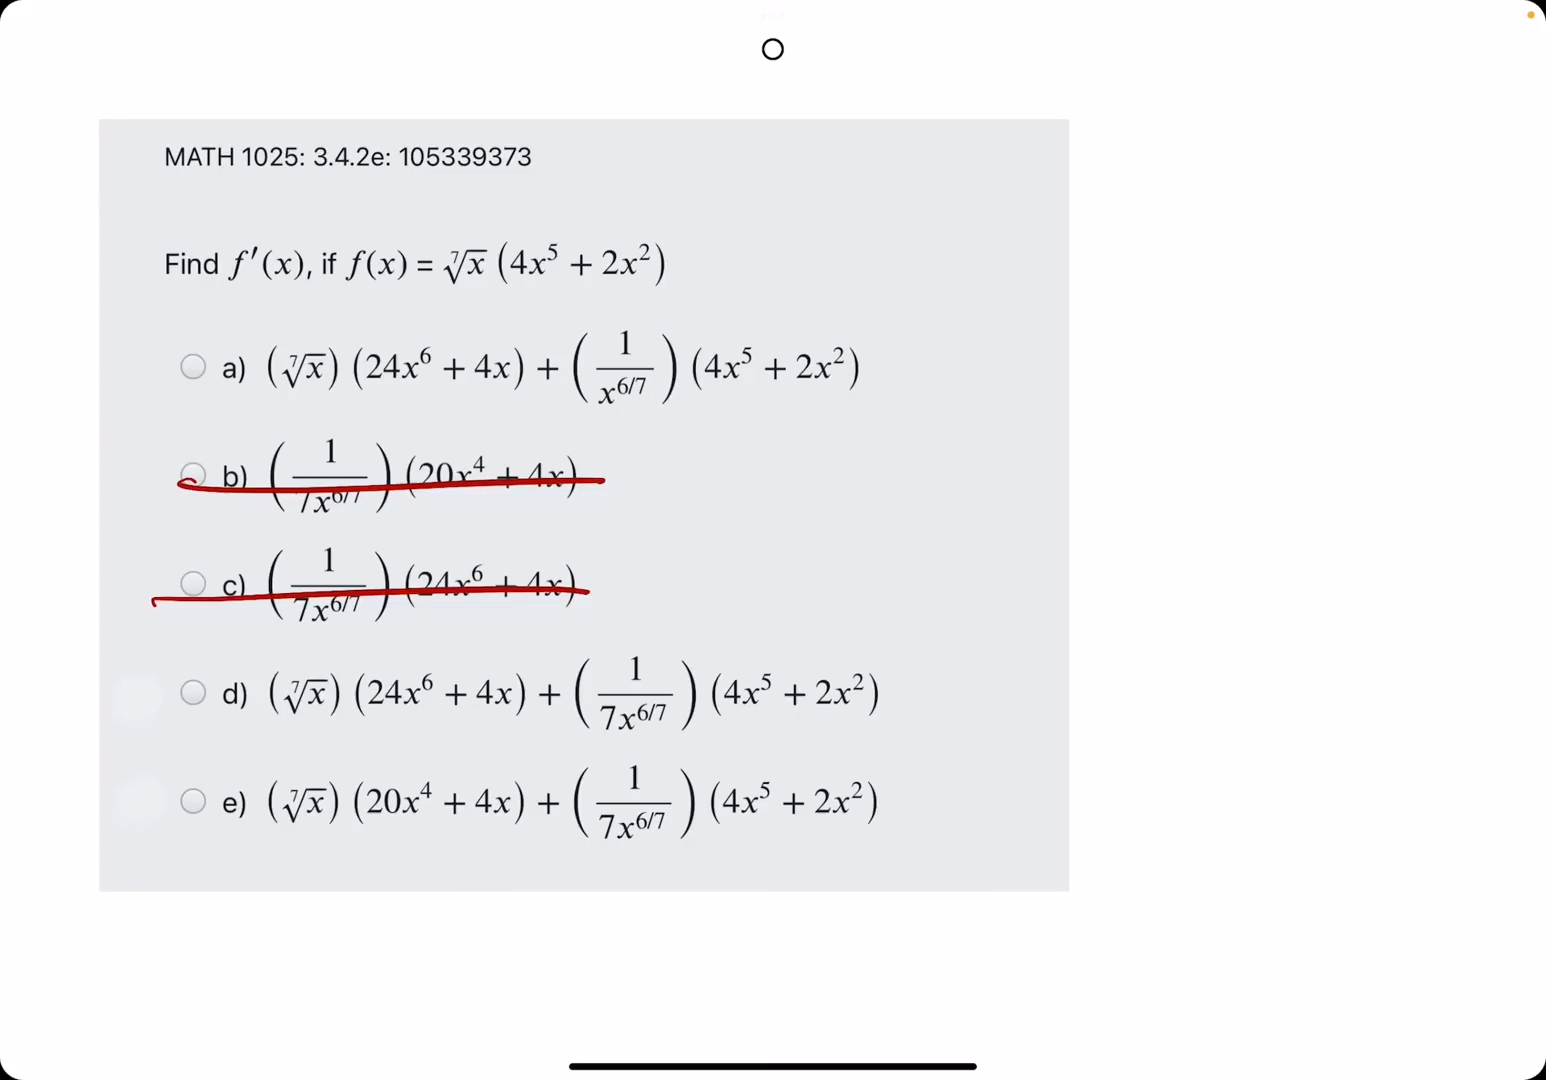 MATH 1025: 3.4.2e: 105339373
Find f′(x), if f(x) = ⁷√x (4x⁵ + 2x²)
a) (⁷√x) (24x⁶ + 4x) + (1/x^(6/7)) (4x⁵ + 2x²)
b) (1/7x^(6/7)) (20x⁴ + 4x)
c) (1/7x^(6/7)) (24x⁶ + 4x)
d) (⁷√x) (24x⁶ + 4x) + (1/7x^(6/7)) (4x⁵ + 2x²)
e) (⁷√x) (20x⁴ + 4x) + (1/7x^(6/7)) (4x⁵ + 2x²)